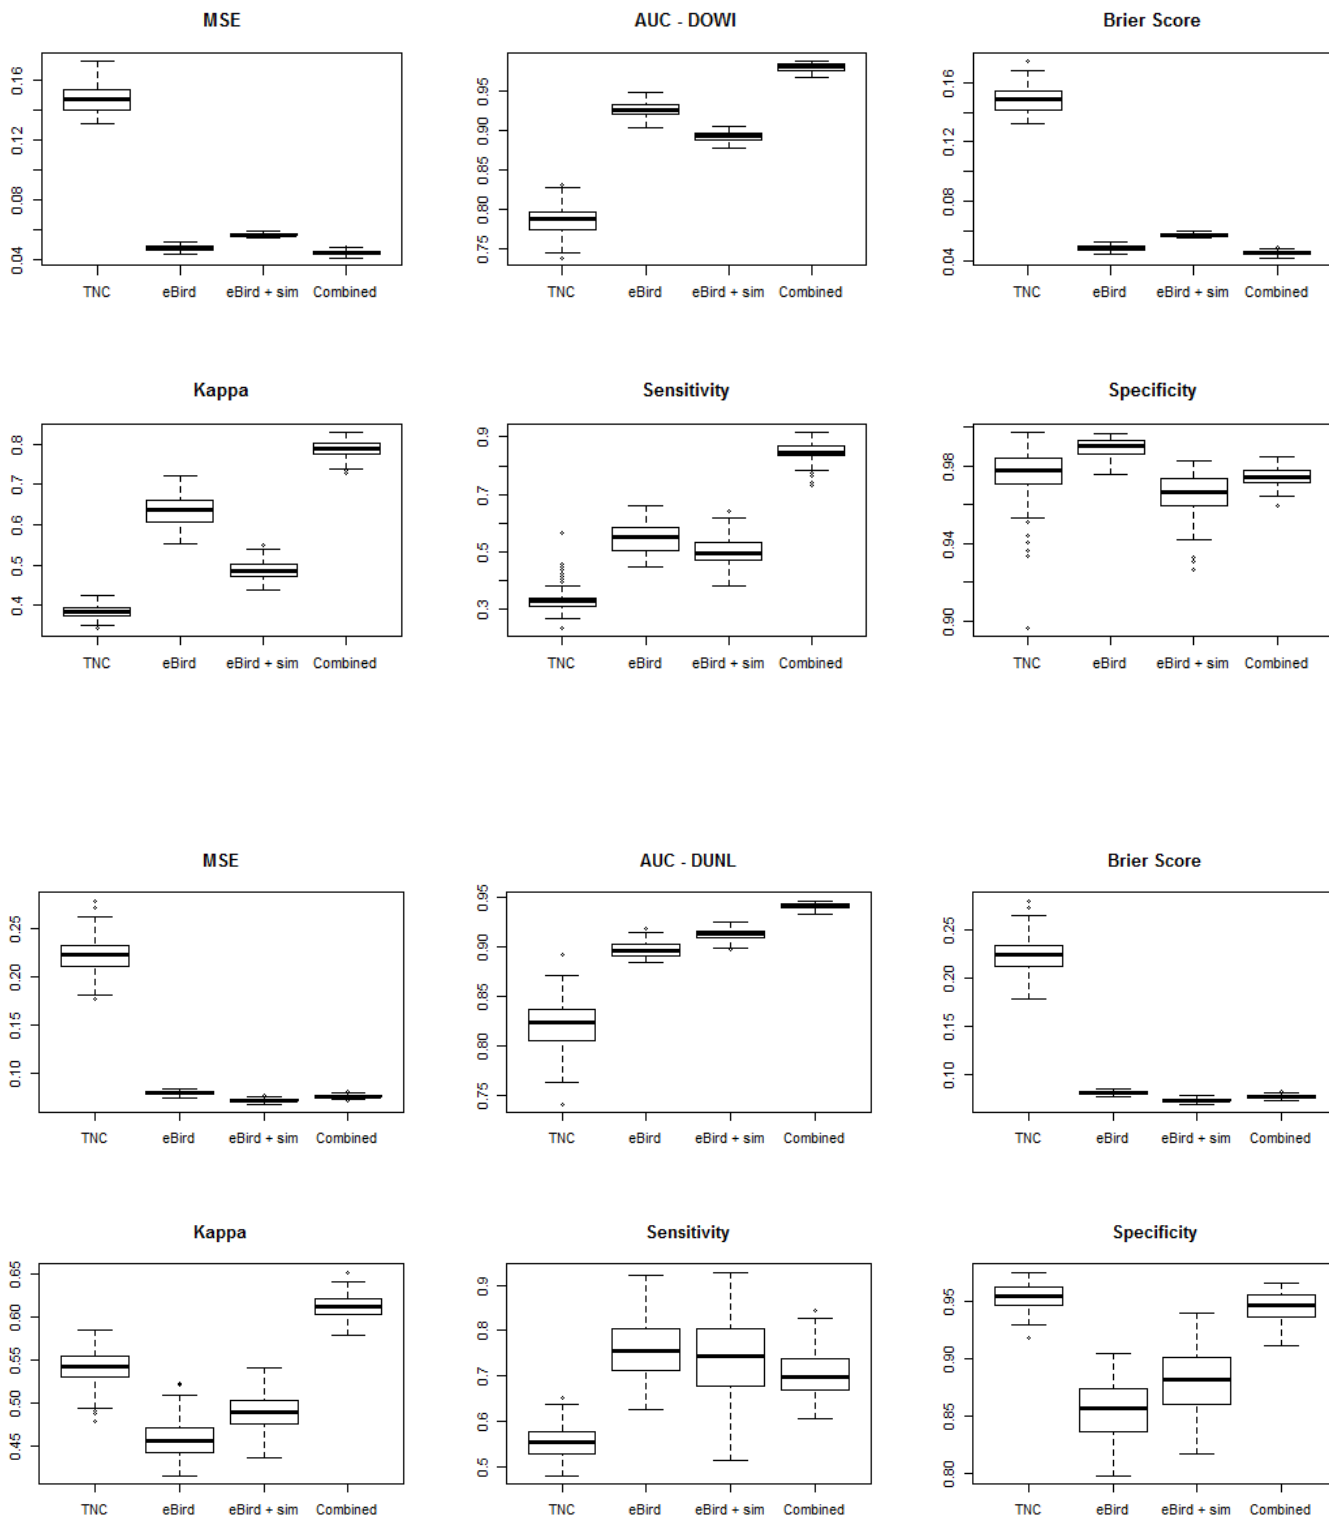 MSE
AUC - DOWI
Brier Score
0.04 0.08 0.12 0.16
0.75 0.80 0.85 0.90 0.95
0.04 0.08 0.12 0.16
TNC eBird eBird + sim Combined
TNC eBird eBird + sim Combined
TNC eBird eBird + sim Combined
Kappa
Sensitivity
Specificity
0.4 0.5 0.6 0.7 0.8
0.3 0.5 0.7 0.9
0.90 0.94 0.98
TNC eBird eBird + sim Combined
TNC eBird eBird + sim Combined
TNC eBird eBird + sim Combined
MSE
AUC - DUNL
Brier Score
0.10 0.15 0.20 0.25
0.75 0.80 0.85 0.90 0.95
0.10 0.15 0.20 0.25
TNC eBird eBird + sim Combined
TNC eBird eBird + sim Combined
TNC eBird eBird + sim Combined
Kappa
Sensitivity
Specificity
0.45 0.50 0.55 0.60 0.65
0.5 0.6 0.7 0.8 0.9
0.80 0.85 0.90 0.95
TNC eBird eBird + sim Combined
TNC eBird eBird + sim Combined
TNC eBird eBird + sim Combined